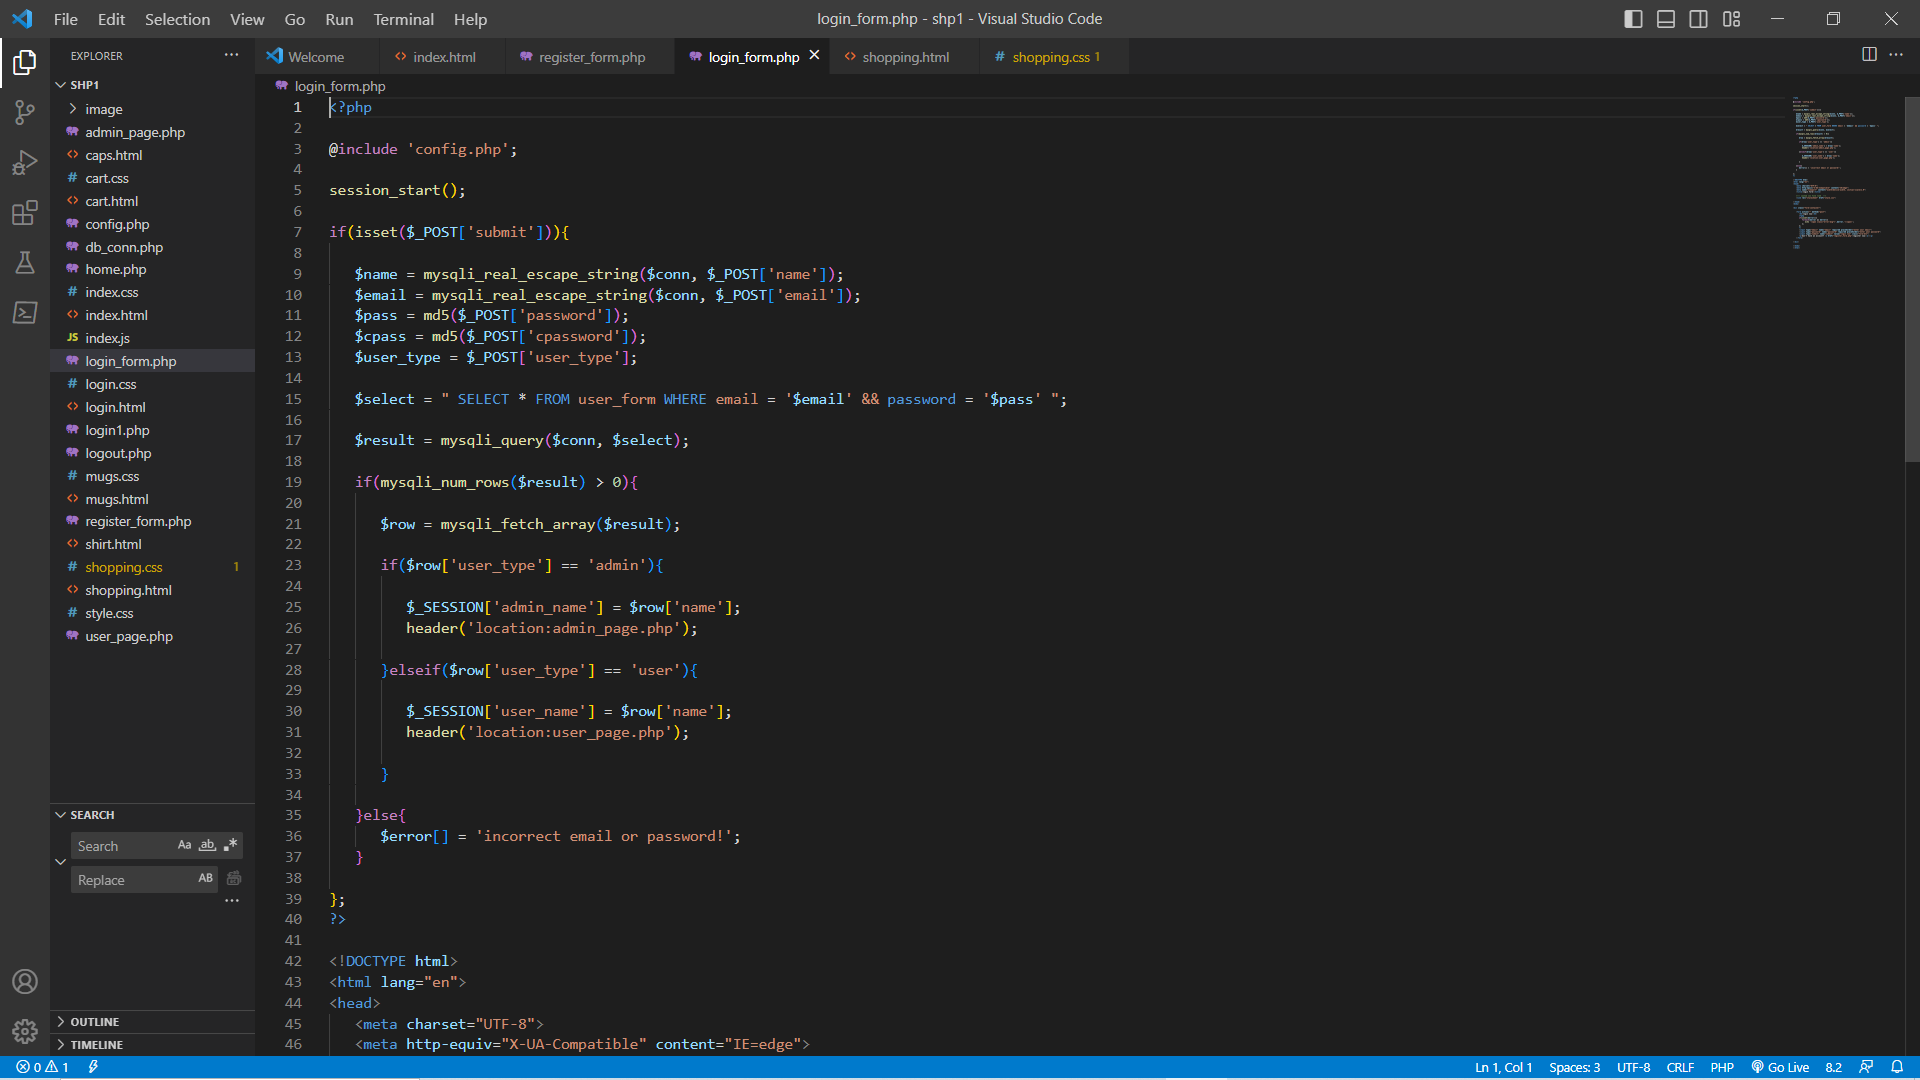 File Edit Selection View Go Run Terminal Help
login_form.php - shp1 - Visual Studio Code
EXPLORER
SHP1
image
admin_page.php
caps.html
cart.css
cart.html
config.php
db_conn.php
home.php
index.css
index.html
JS index.js
login_form.php
login.css
login.html
login1.php
logout.php
mugs.css
mugs.html
register_form.php
shirt.html
shopping.css 1
shopping.html
style.css
user_page.php
SEARCH
Search Aa ab
Replace AB
OUTLINE
TIMELINE
Welcome index.html register_form.php login_form.php shopping.html shopping.css 1
login_form.php
1 <?php
2
3 @include 'config.php';
4
5 session_start();
6
7 if(isset($_POST['submit'])){
8
9 $name = mysqli_real_escape_string($conn, $_POST['name']);
10 $email = mysqli_real_escape_string($conn, $_POST['email']);
11 $pass = md5($_POST['password']);
12 $cpass = md5($_POST['cpassword']);
13 $user_type = $_POST['user_type'];
14
15 $select = " SELECT * FROM user_form WHERE email = '$email' && password = '$pass' ";
16
17 $result = mysqli_query($conn, $select);
18
19 if(mysqli_num_rows($result) > 0){
20
21 $row = mysqli_fetch_array($result);
22
23 if($row['user_type'] == 'admin'){
24
25 $_SESSION['admin_name'] = $row['name'];
26 header('location:admin_page.php');
27
28 }elseif($row['user_type'] == 'user'){
29
30 $_SESSION['user_name'] = $row['name'];
31 header('location:user_page.php');
32
33 }
34
35 }else{
36 $error[] = 'incorrect email or password!';
37 }
38
39 };
40 ?>
41
42 <!DOCTYPE html>
43 <html lang="en">
44 <head>
45 <meta charset="UTF-8">
46 <meta http-equiv="X-UA-Compatible" content="IE=edge">
0 1 Ln 1, Col 1 Spaces: 3 UTF-8 CRLF PHP Go Live 8.2